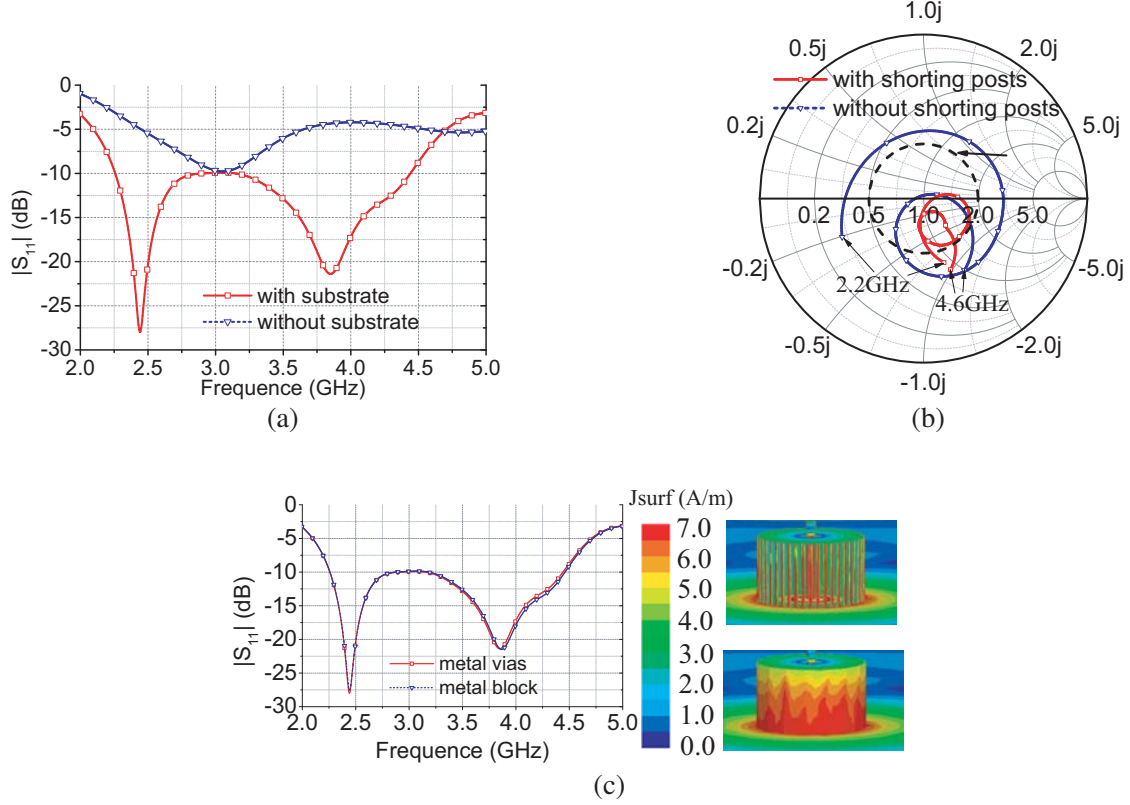 0
-5
-10
-15
-20
-25
-30
|S₁₁| (dB)
with substrate
without substrate
2.0 2.5 3.0 3.5 4.0 4.5 5.0
Frequence (GHz)
(a)
1.0j
0.5j 2.0j
with shorting posts
without shorting posts
0.2j 5.0j
0.2 0.5 1.0 2.0 5.0
-0.2j -5.0j
2.2GHz
4.6GHz
-0.5j -2.0j
-1.0j
(b)
0
-5
-10
-15
-20
-25
-30
|S₁₁| (dB)
metal vias
metal block
2.0 2.5 3.0 3.5 4.0 4.5 5.0
Frequence (GHz)
Jsurf (A/m)
7.0
6.0
5.0
4.0
3.0
2.0
1.0
0.0
(c)